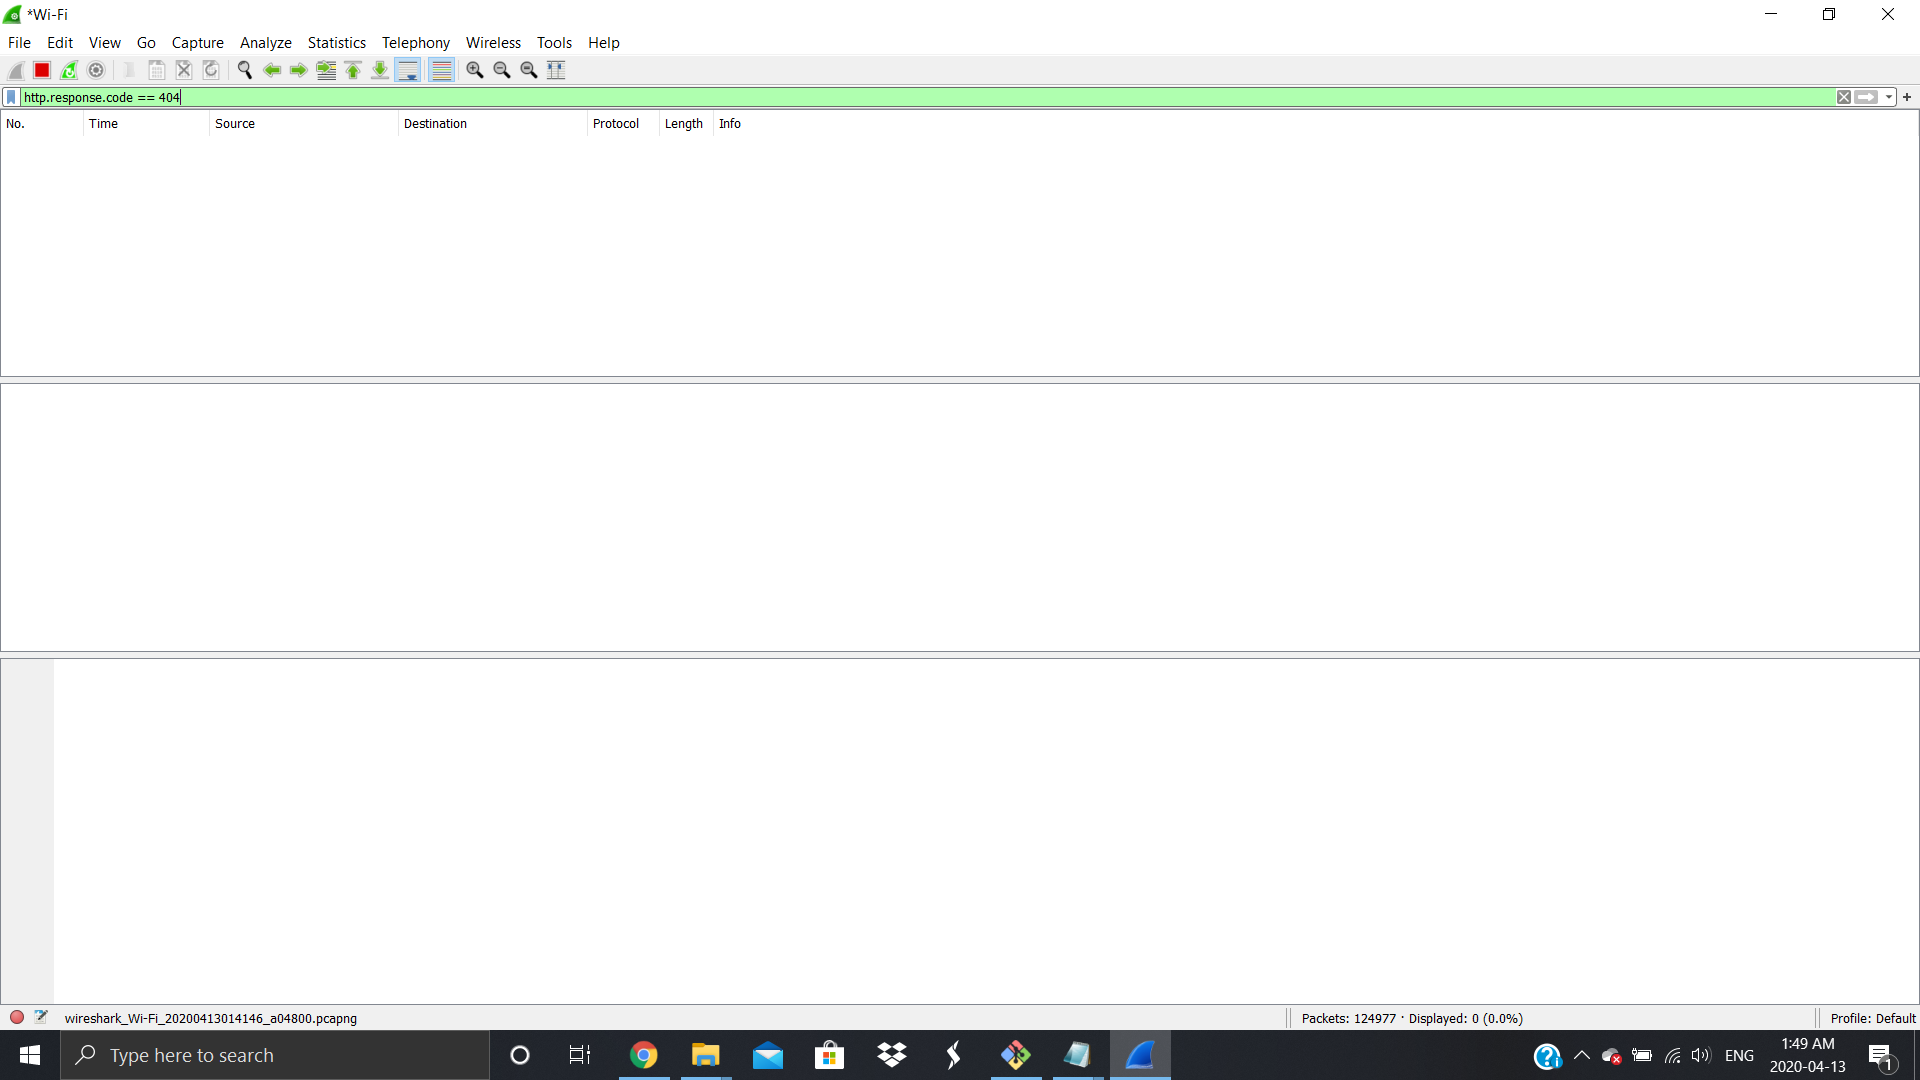 *Wi-Fi
File Edit View Go Capture Analyze Statistics Telephony Wireless Tools Help
http.response.code == 404
No. Time Source Destination Protocol Length Info
wireshark_Wi-Fi_20200413014146_a04800.pcapng Packets: 124977 · Displayed: 0 (0.0%) Profile: Default
Type here to search ENG 1:49 AM
2020-04-13 1